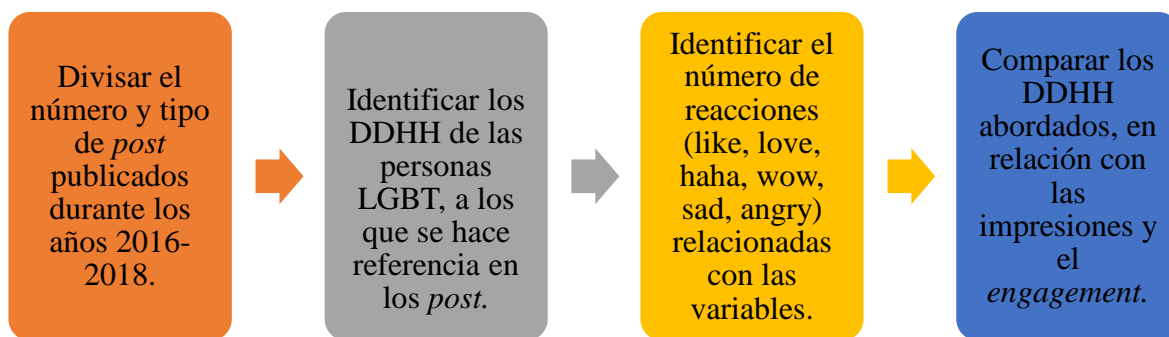 Divisar el
número y tipo
de post
publicados
durante los
años 2016-
2018.
Identificar los
DDHH de las
personas
LGBT, a los
que se hace
referencia en
los post.
Identificar el
número de
reacciones
(like, love,
haha, wow,
sad, angry)
relacionadas
con las
variables.
Comparar los
DDHH
abordados, en
relación con
las
impresiones y
el
engagement.